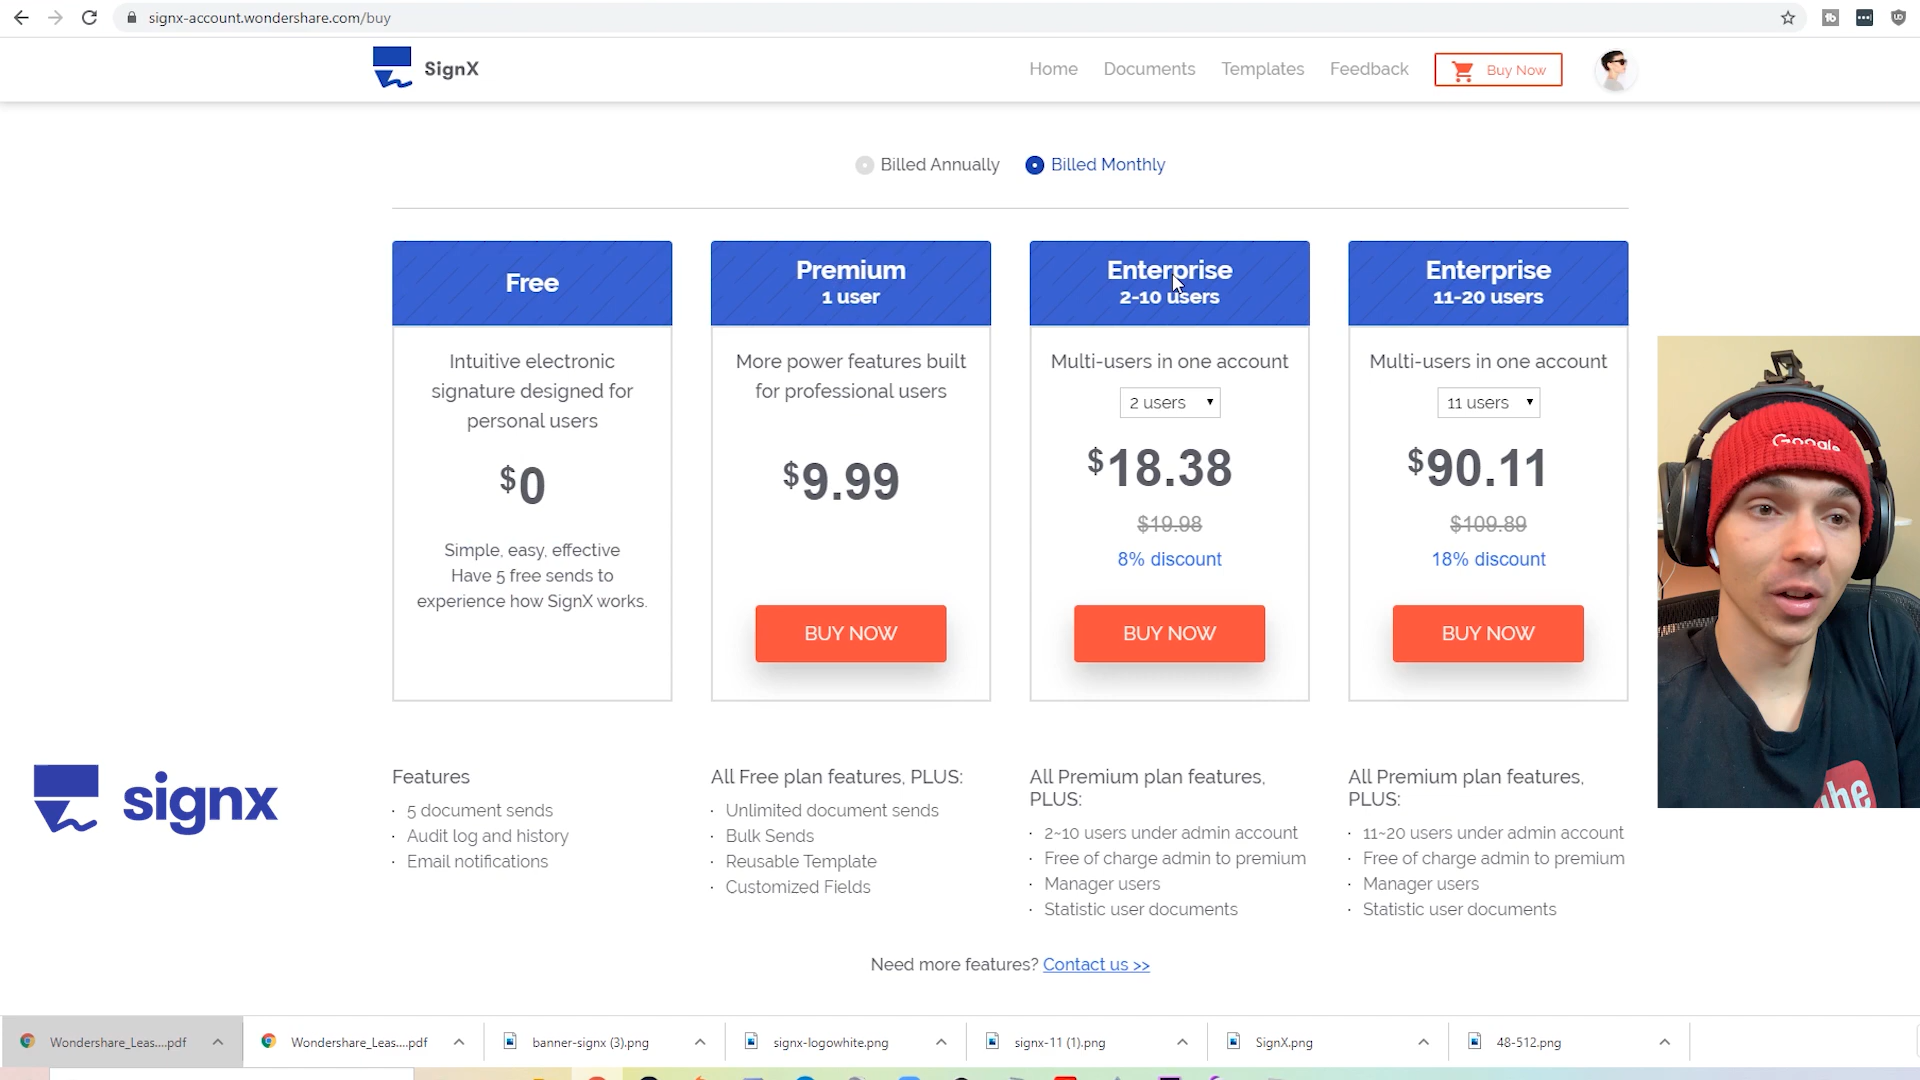 signx-account.wondershare.com/buy
SignX
Home
Documents
Templates
Feedback
Buy Now
Billed Annually
Billed Monthly
Free
Intuitive electronic
signature designed for
personal users
$0
Simple, easy, effective
Have 5 free sends to
experience how SignX works.
Premium
1 user
More power features built
for professional users
$9.99
BUY NOW
Enterprise
2-10 users
Multi-users in one account
2 users
$18.38
$19.98
8% discount
BUY NOW
Enterprise
11-20 users
Multi-users in one account
11 users
$90.11
$109.89
18% discount
BUY NOW
Google
signx
Features
· 5 document sends
· Audit log and history
· Email notifications
All Free plan features, PLUS:
· Unlimited document sends
· Bulk Sends
· Reusable Template
· Customized Fields
All Premium plan features,
PLUS:
· 2~10 users under admin account
· Free of charge admin to premium
· Manager users
· Statistic user documents
All Premium plan features,
PLUS:
· 11~20 users under admin account
· Free of charge admin to premium
· Manager users
· Statistic user documents
Need more features? Contact us >>
Wondershare_Leas....pdf
Wondershare_Leas....pdf
banner-signx (3).png
signx-logowhite.png
signx-11 (1).png
SignX.png
48-512.png